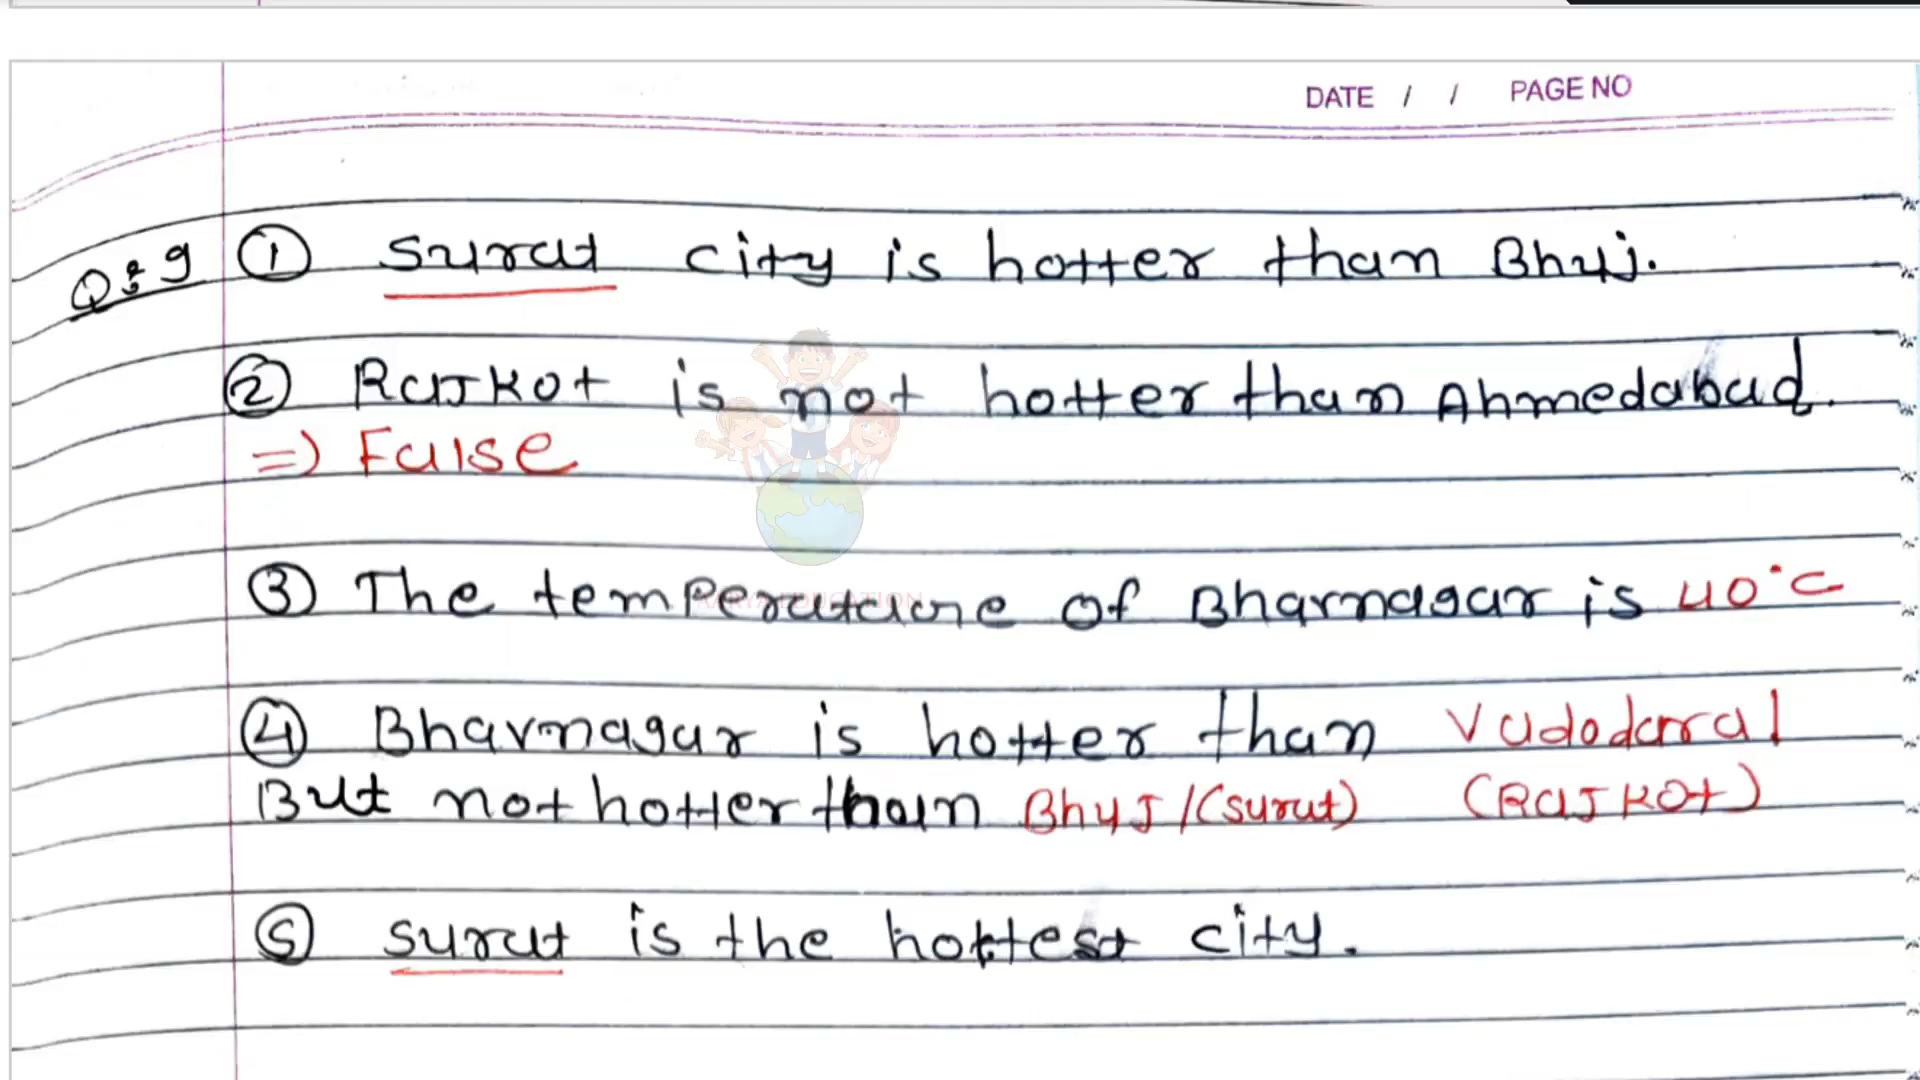 DATE / / PAGE NO
Q:9 ① Surat city is hotter than Bhuj.
② Rajkot is not hotter than Ahmedabad.
=) False
③ The temperature of Bhavnagar is 40°C
④ Bhavnagar is hotter than Vadodara/
But not hotter than Bhuj/(Surat) (Rajkot)
⑤ Surat is the hottest city.